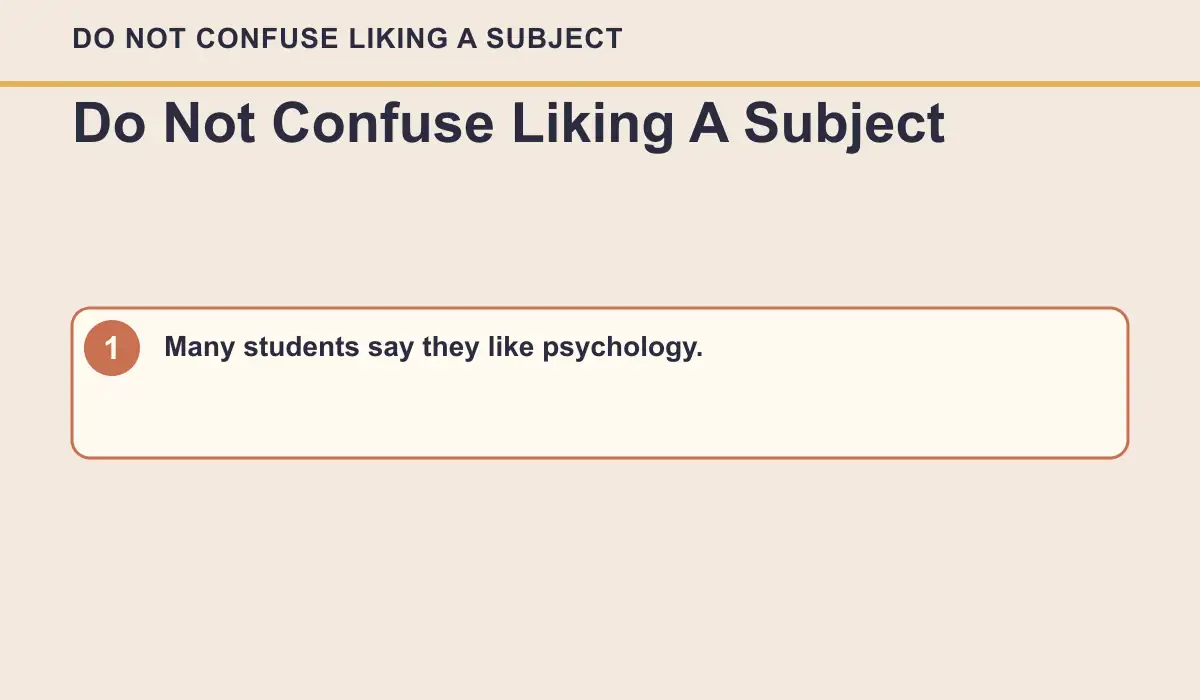 DO NOT CONFUSE LIKING A SUBJECT
Do Not Confuse Liking A Subject
1
Many students say they like psychology.